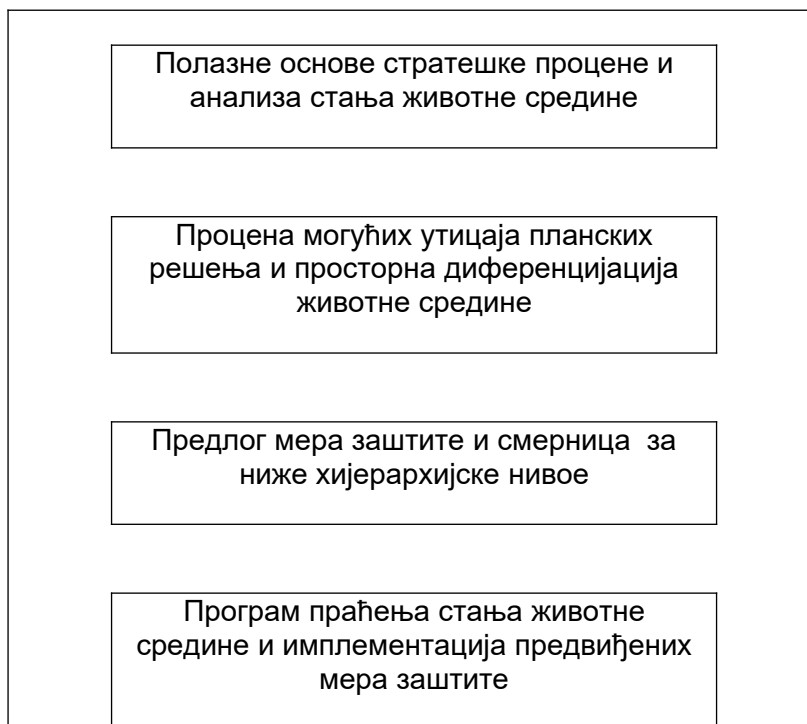 Полазне основе стратешке процене и
анализа стања животне средине
Процена могућих утицаја планских
решења и просторна диференцијација
животне средине
Предлог мера заштите и смерница  за
ниже хијерархијске нивое
Програм праћења стања животне
средине и имплементација предвиђених
мера заштите